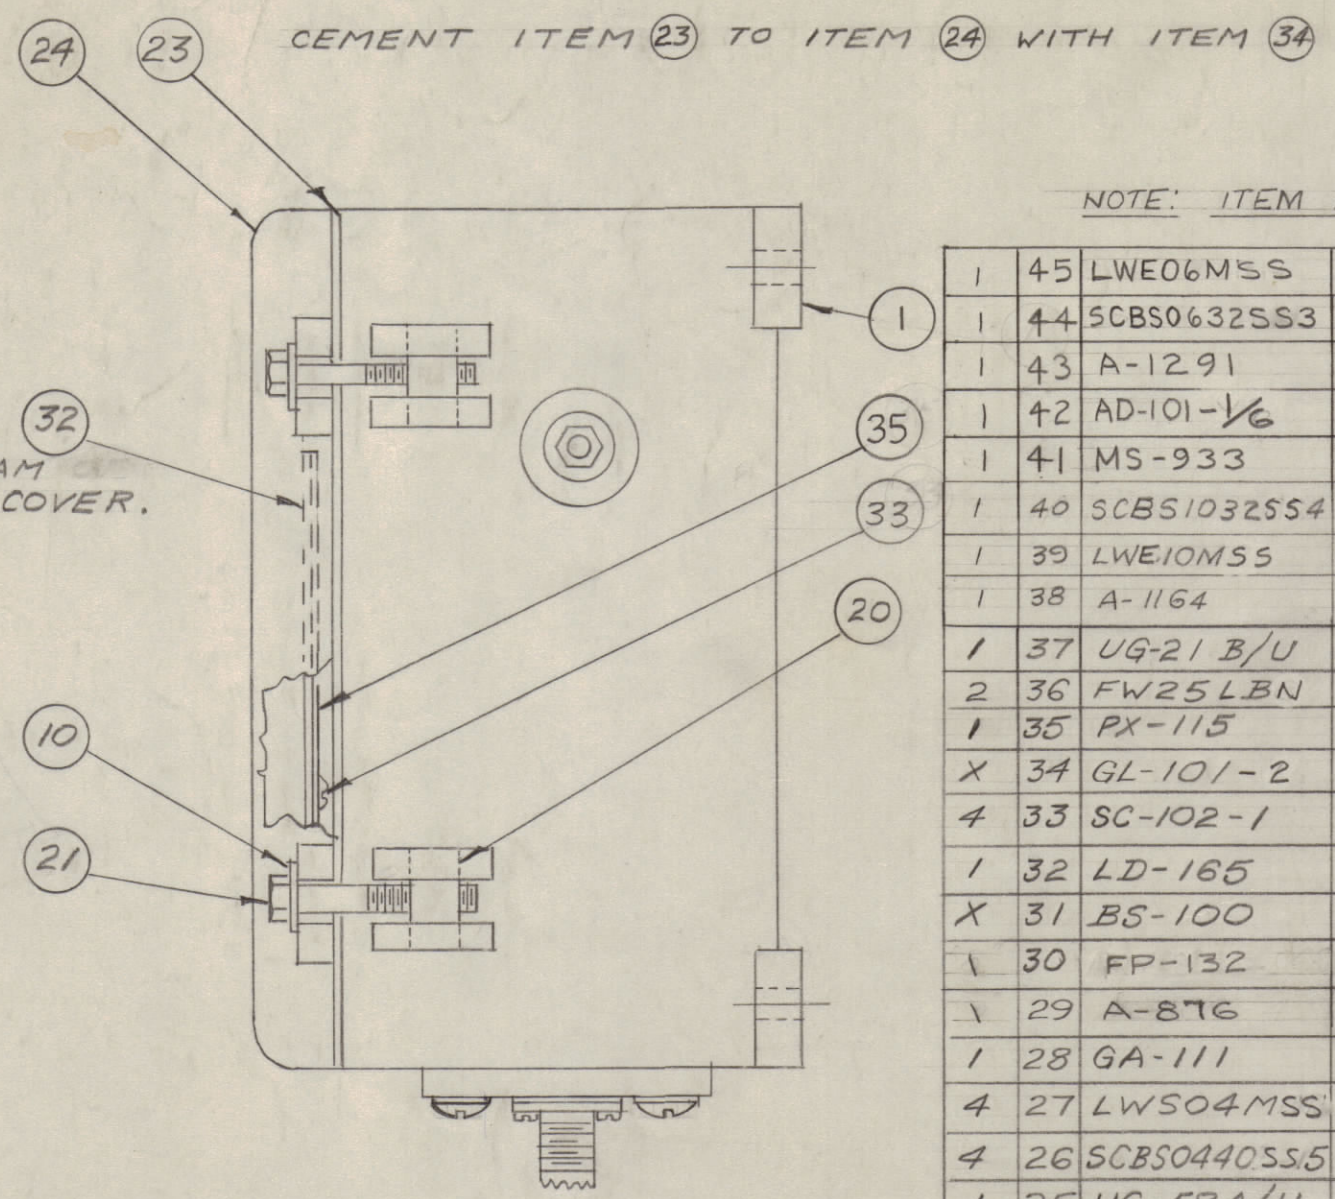 24 23 CEMENT ITEM 23 TO ITEM 24 WITH ITEM 34
NOTE: ITEM
1
32
AM
COVER.
35
33
20
10
21
1 45 LWE06MSS
1 44 SCBS0632SS3
1 43 A-1291
1 42 AD-101-1/6
1 41 MS-933
1 40 SCBS1032SS4
1 39 LWE10MSS
1 38 A-1164
1 37 UG-21 B/U
2 36 FW25LBN
1 35 PX-115
X 34 GL-101-2
4 33 SC-102-1
1 32 LD-165
X 31 BS-100
1 30 FP-132
1 29 A-876
1 28 GA-111
4 27 LWS04MSS
4 26 SCBS0440SS5